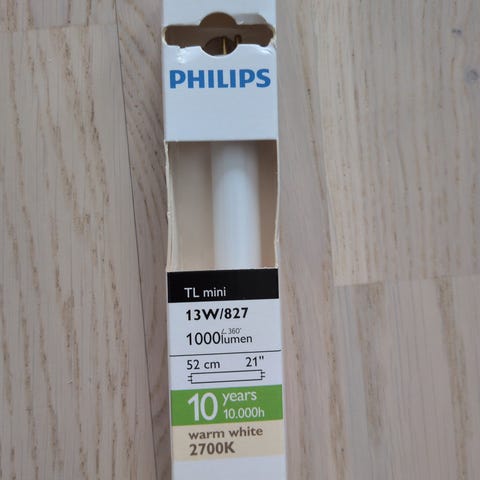 PHILIPS
TL mini
13W/827
1000 lumen 360°
52 cm 21"
10 years
10.000h
warm white
2700K